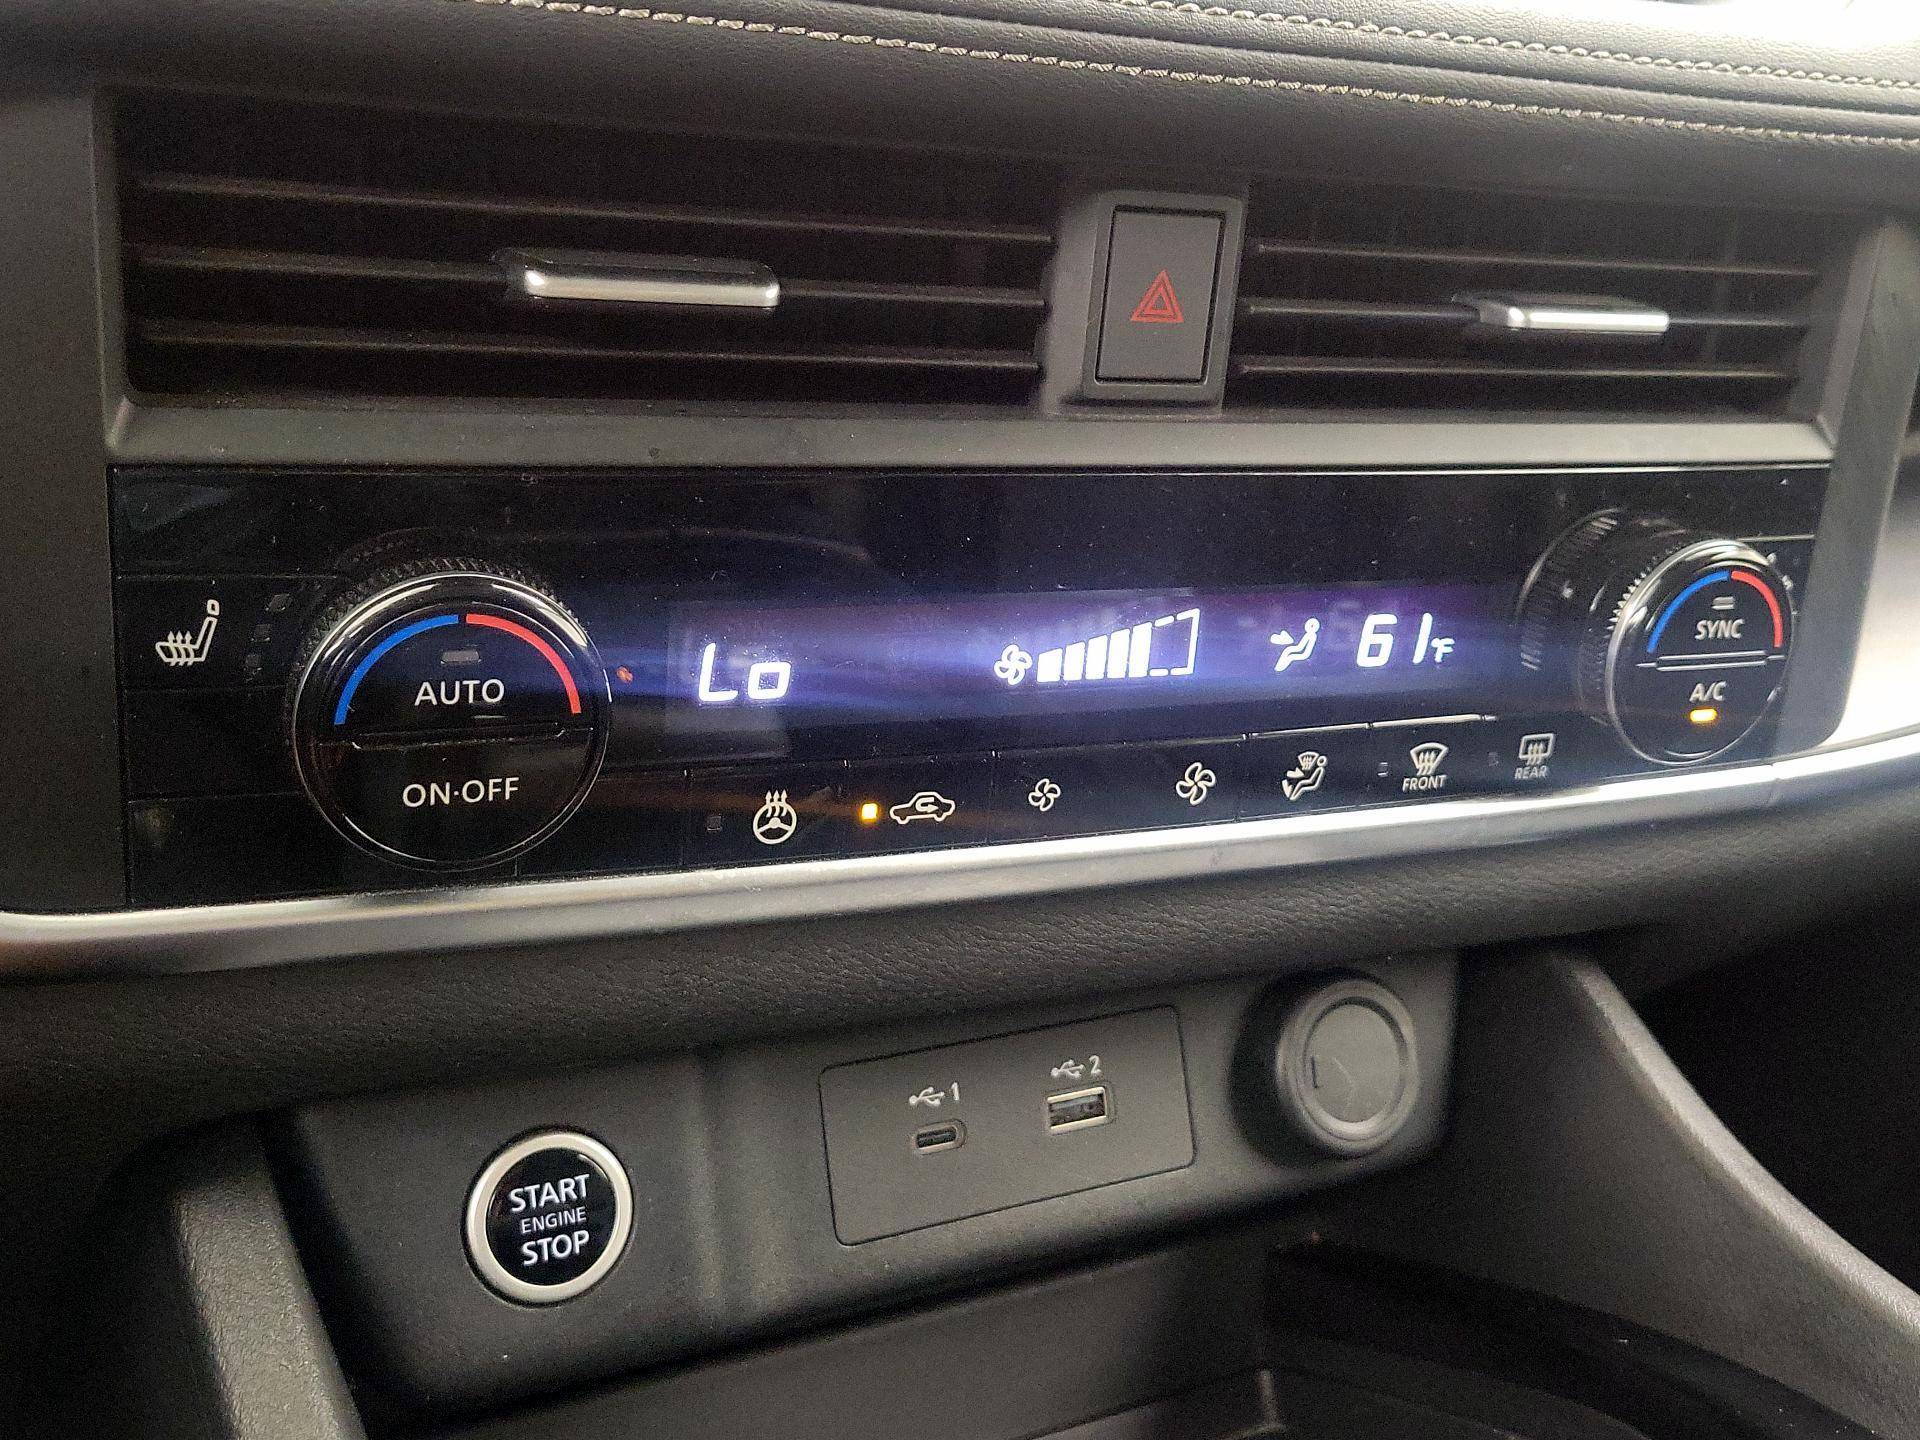 AUTO
ON·OFF
Lo
61°F
SYNC
A/C
FRONT
REAR
1
2
START
ENGINE
STOP